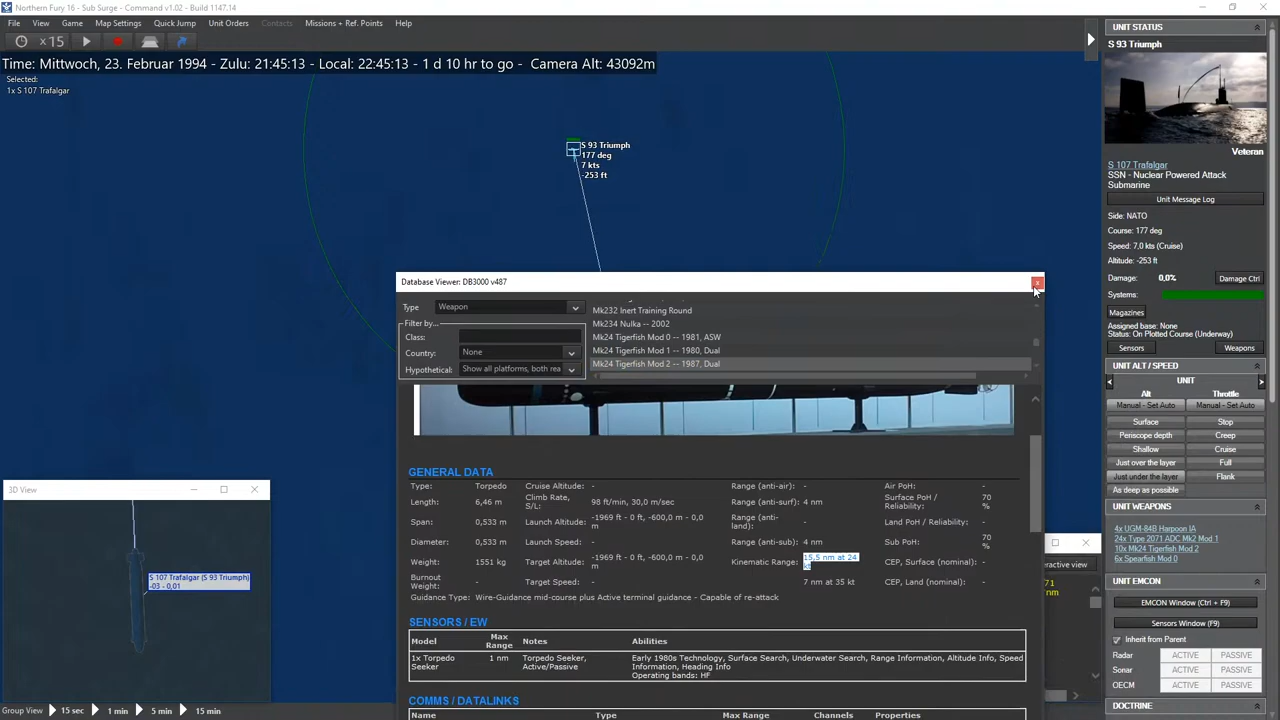 Northern Fury 16 - Sub Surge - Command v1.02 - Build 1147.14
File View Game Map Settings Quick Jump Unit Orders Contacts Missions + Ref. Points Help
x15
Time: Mittwoch, 23. Februar 1994 - Zulu: 21:45:13 - Local: 22:45:13 - 1 d 10 hr to go - Camera Alt: 43092m
Selected:
1x S 107 Trafalgar
S 93 Triumph
177 deg
7 kts
-253 ft
Database Viewer: DB3000 v487
x
Type Weapon
Filter by...
Class:
Country: None
Hypothetical: Show all platforms, both rea
Mk232 Inert Training Round
Mk234 Nulka -- 2002
Mk24 Tigerfish Mod 0 -- 1981, ASW
Mk24 Tigerfish Mod 1 -- 1980, Dual
Mk24 Tigerfish Mod 2 -- 1987, Dual
GENERAL DATA
Type: Torpedo Cruise Altitude: - Range (anti-air): - Air PoH: -
Length: 6,46 m Climb Rate, S/L: 98 ft/min, 30,0 m/sec Range (anti-surf): 4 nm Surface PoH / Reliability: 70 %
Span: 0,533 m Launch Altitude: -1969 ft - 0 ft, -600,0 m - 0,0 m Range (anti-land): - Land PoH / Reliability: -
Diameter: 0,533 m Launch Altitude: - Range (anti-sub): 4 nm Sub PoH: 70 %
Weight: 1551 kg Target Altitude: -1969 ft - 0 ft, -600,0 m - 0,0 m Kinematic Range: 15,5 nm at 24 kt CEP, Surface (nominal): -
Burnout Weight: - Target Speed: - 7 nm at 35 kt CEP, Land (nominal): -
Guidance Type: Wire-Guidance mid-course plus Active terminal guidance - Capable of re-attack
SENSORS / EW
Model Max Range Notes Abilities
1x Torpedo Seeker 1 nm Torpedo Seeker, Active/Passive Early 1980s Technology, Surface Search, Underwater Search, Range Information, Altitude Info, Speed Information, Heading Info
Operating bands: HF
COMMS / DATALINKS
Name Type Max Range Channels Properties
3D View
S 107 Trafalgar (S 93 Triumph)
-03 - 0,01
eractive view
71
nm
Group View 15 sec 1 min 5 min 15 min
UNIT STATUS
S 93 Triumph
Veteran
S 107 Trafalgar
SSN - Nuclear Powered Attack
Submarine
Unit Message Log
Side: NATO
Course: 177 deg
Speed: 7,0 kts (Cruise)
Altitude: -253 ft
Damage: 0,0% Damage Ctrl
Systems:
Magazines
Assigned base: None
Status: On Plotted Course (Underway)
Sensors Weapons
UNIT ALT / SPEED
UNIT
Alt Throttle
Manual - Set Auto Manual - Set Auto
Surface Stop
Periscope depth Creep
Shallow Cruise
Just over the layer Full
Just under the layer Flank
As deep as possible
UNIT WEAPONS
4x UGM-84B Harpoon IA
24x Type 2071 ADC Mk2 Mod 1
10x Mk24 Tigerfish Mod 2
6x Spearfish Mod 0
UNIT EMCON
EMCON Window (Ctrl + F9)
Sensors Window (F9)
Inherit from Parent
Radar ACTIVE PASSIVE
Sonar ACTIVE PASSIVE
OECM ACTIVE PASSIVE
DOCTRINE